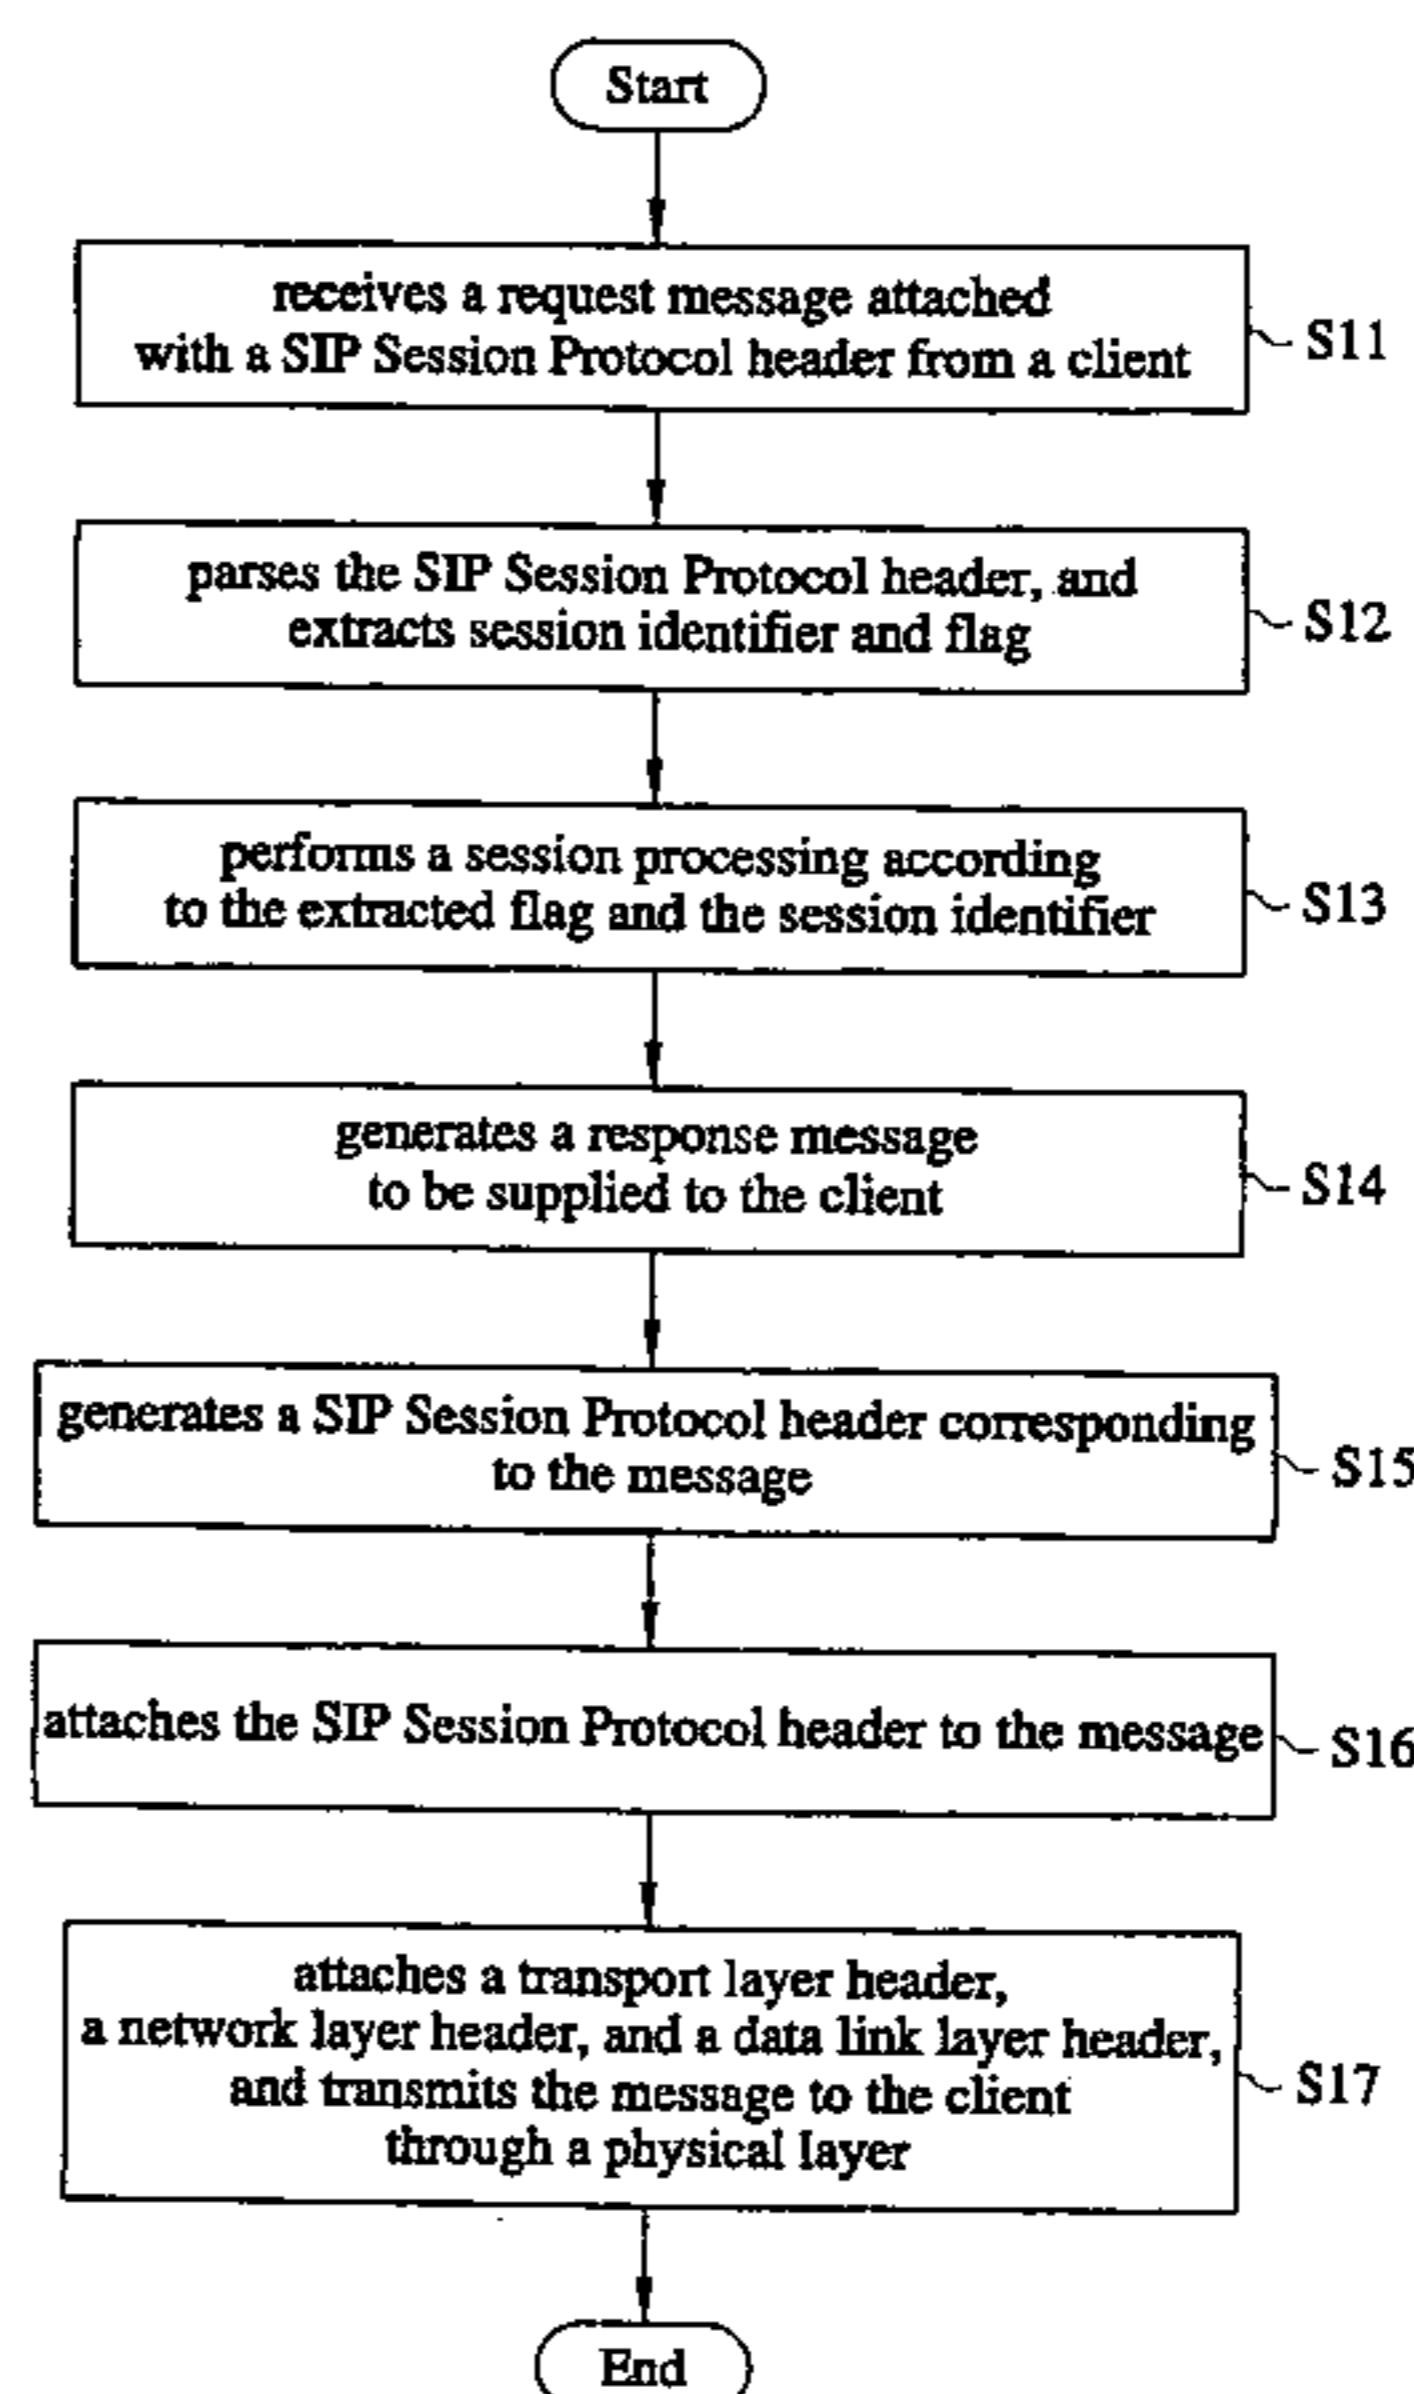 Start
receives a request message attached
with a SIP Session Protocol header from a client
S11
parses the SIP Session Protocol header, and
extracts session identifier and flag
S12
performs a session processing according
to the extracted flag and the session identifier
S13
generates a response message
to be supplied to the client
S14
generates a SIP Session Protocol header corresponding
to the message
S15
attaches the SIP Session Protocol header to the message
S16
attaches a transport layer header,
a network layer header, and a data link layer header,
and transmits the message to the client
through a physical layer
S17
End